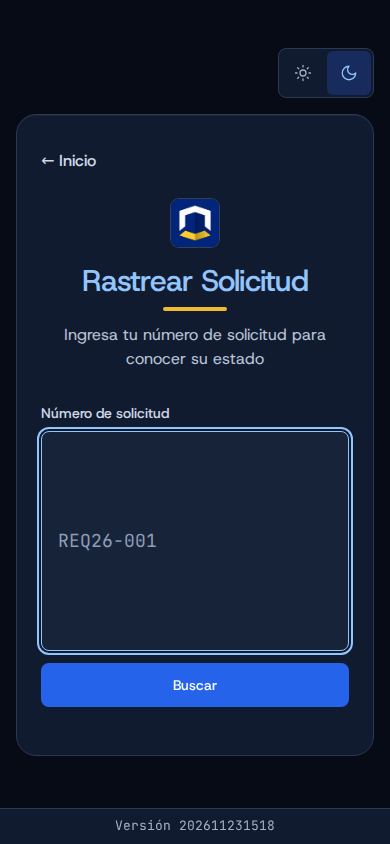 ← Inicio
Rastrear Solicitud
Ingresa tu número de solicitud para
conocer su estado
Número de solicitud
REQ26-001
Buscar
Versión 202611231518